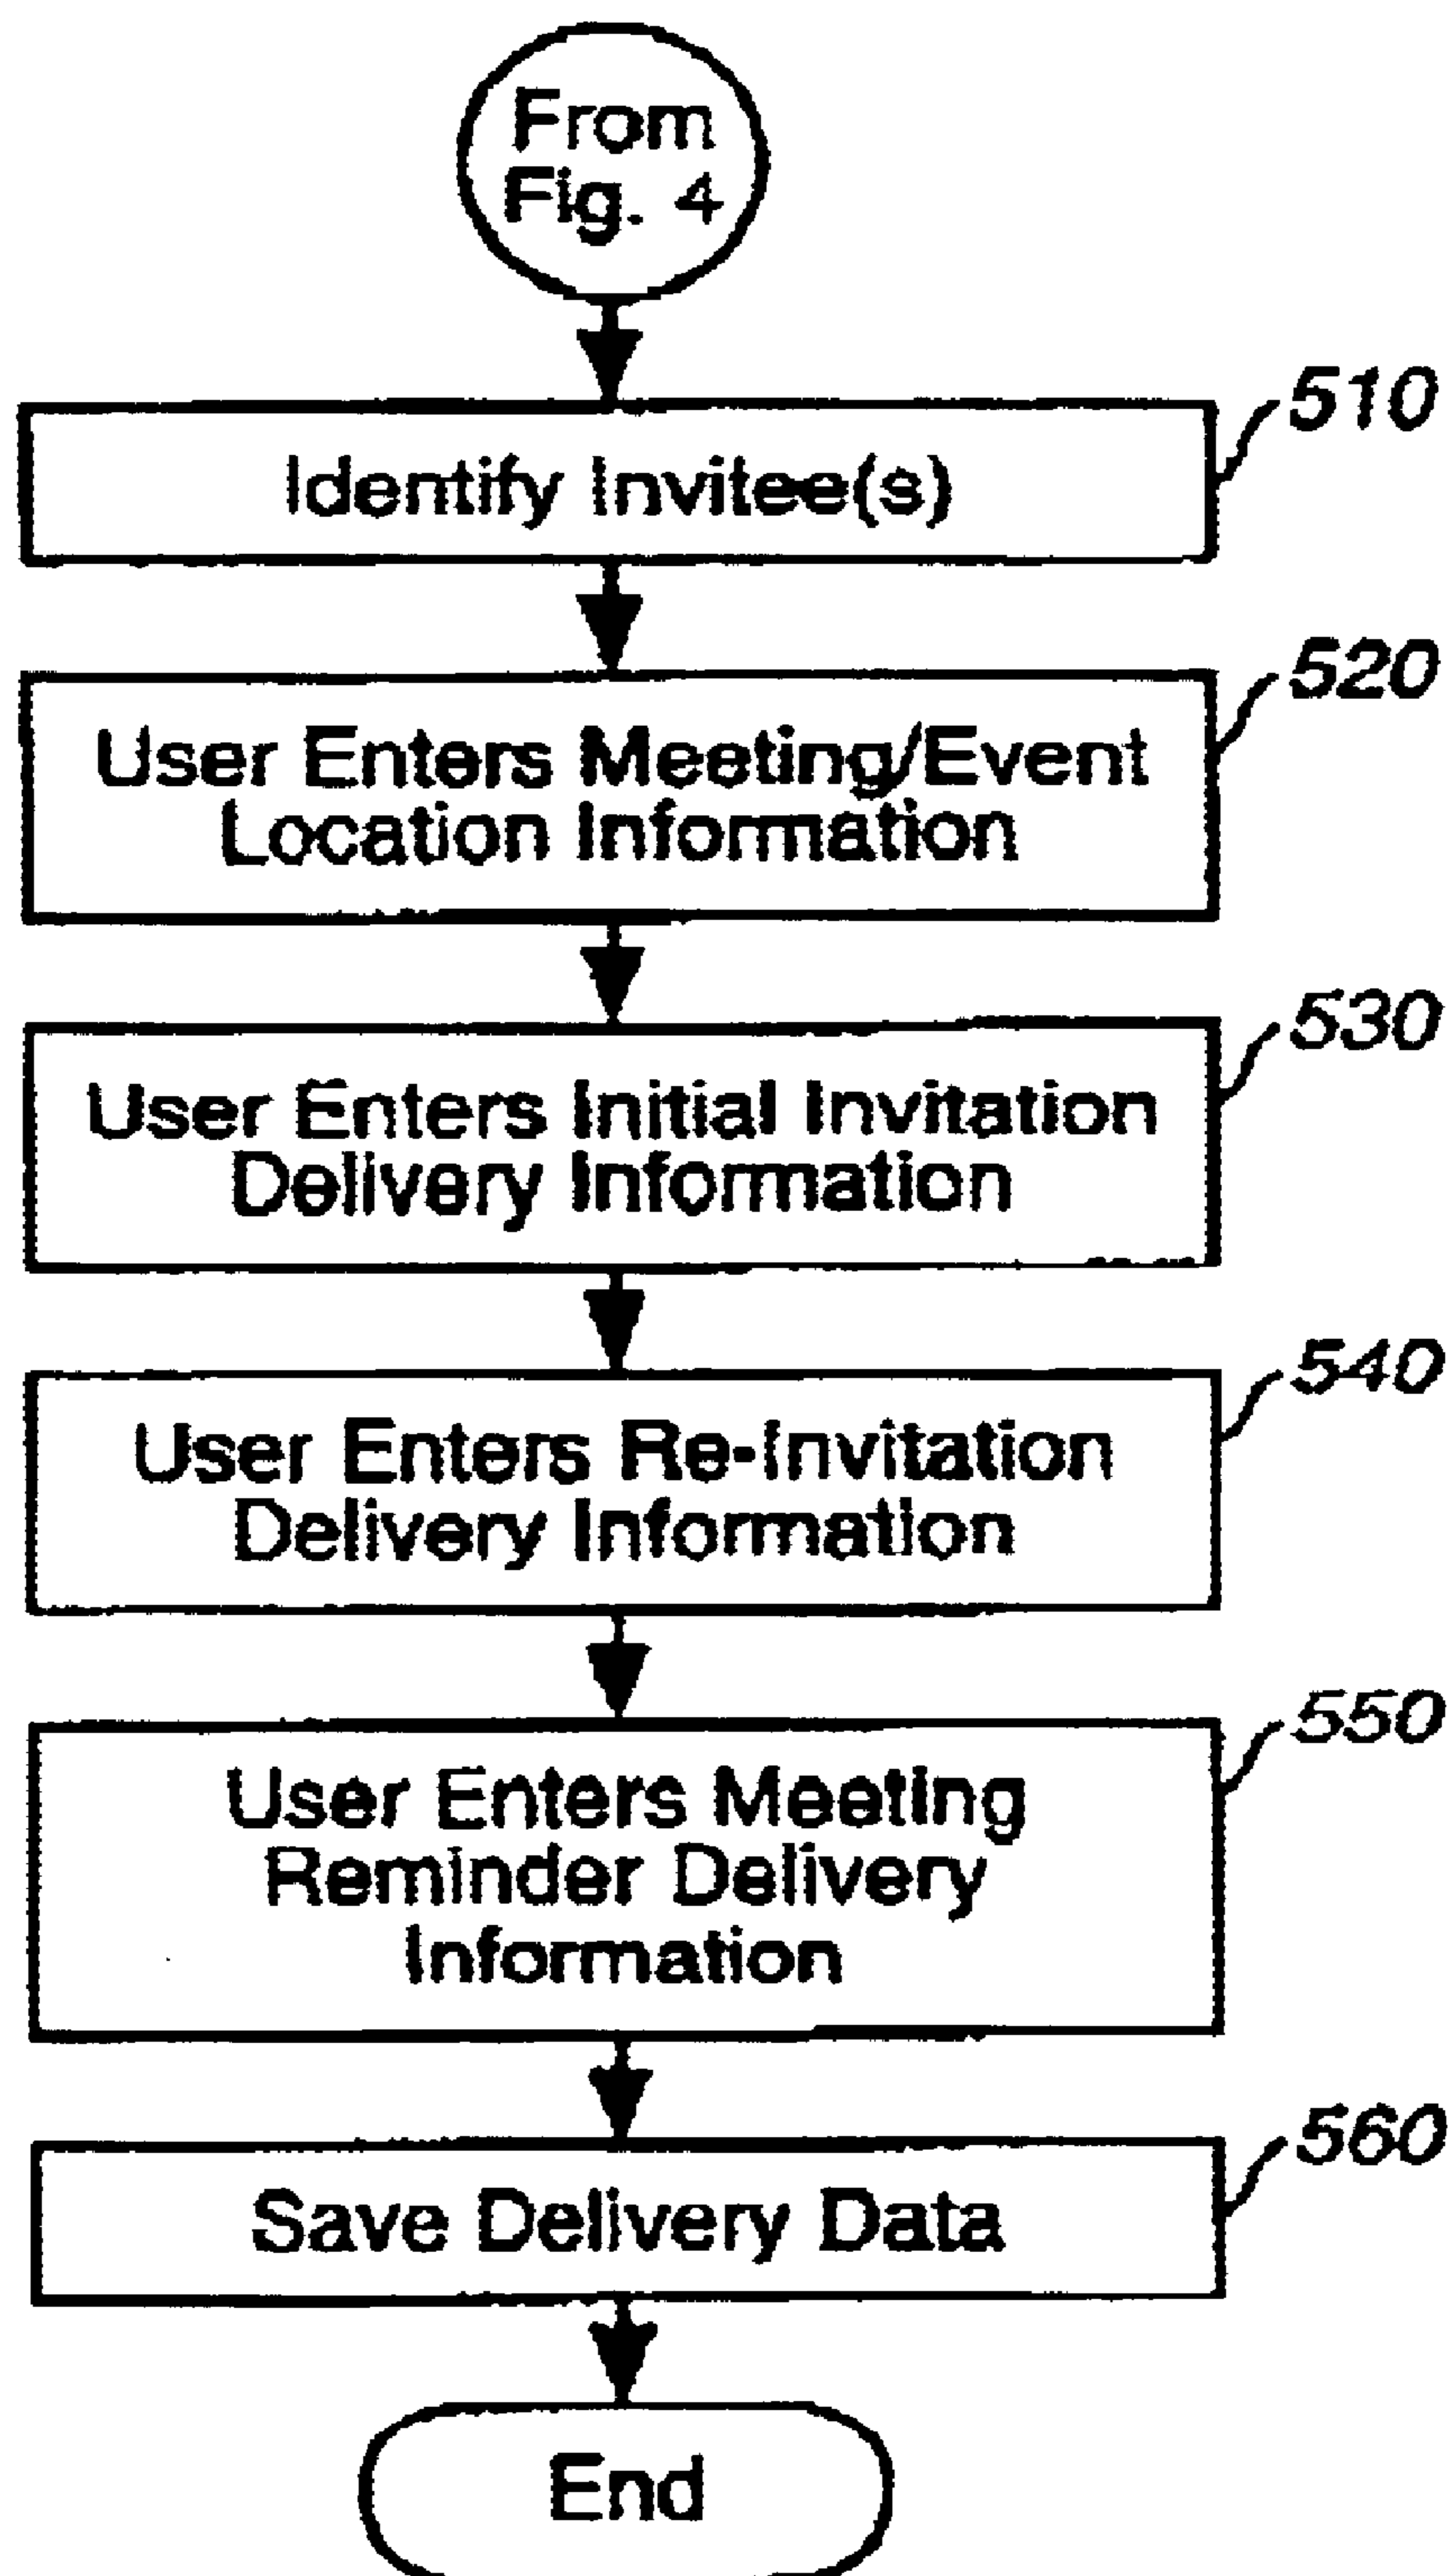 From
Fig. 4
510
Identify Invitee(s)
520
User Enters Meeting/Event
Location Information
530
User Enters Initial Invitation
Delivery Information
540
User Enters Re-Invitation
Delivery Information
550
User Enters Meeting
Reminder Delivery
Information
560
Save Delivery Data
End